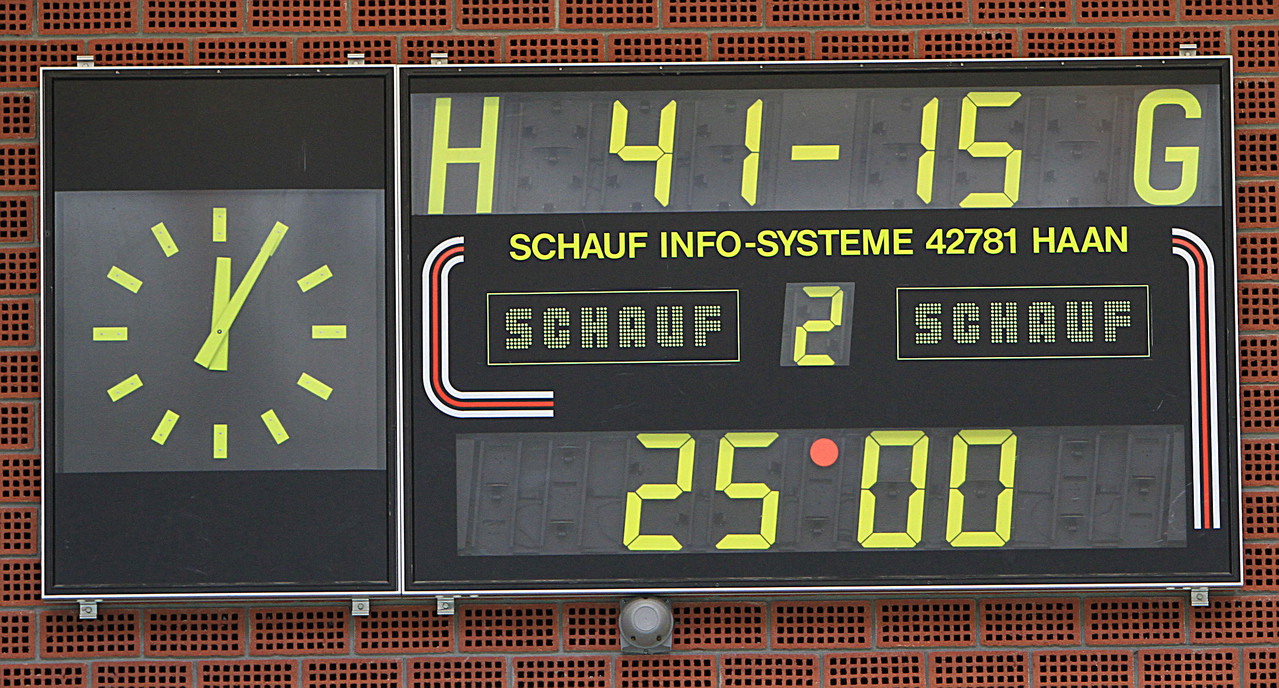 H 41-15 G
SCHAUF INFO-SYSTEME 42781 HAAN
SCHAUF 2 SCHAUF
25 00